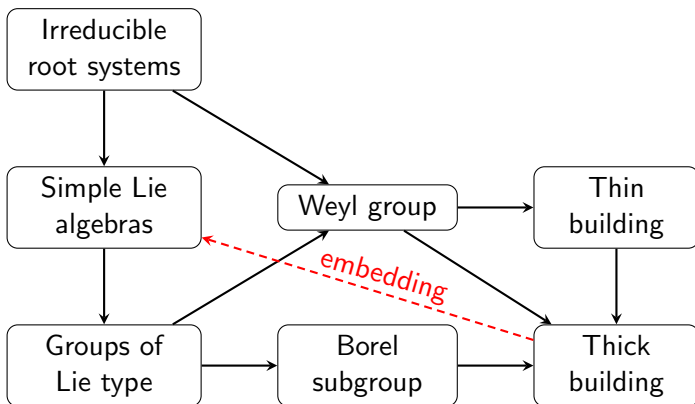 Irreducible
root systems
Simple Lie
algebras
Weyl group
Thin
building
embedding
Groups of
Lie type
Borel
subgroup
Thick
building